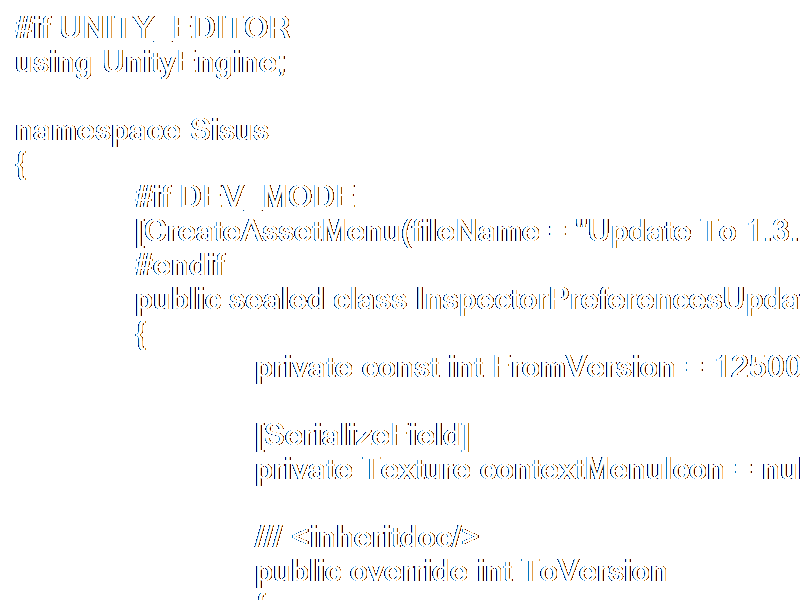 #if UNITY_EDITOR
using UnityEngine;
namespace Sisus
{
#if DEV_MODE
[CreateAssetMenu(fileName = "Update To 1.3.
#endif
public sealed class InspectorPreferencesUpda
{
private const int FromVersion = 12500
[SerializeField]
private Texture contextMenuIcon = nul
/// <inheritdoc/>
public override int ToVersion
{